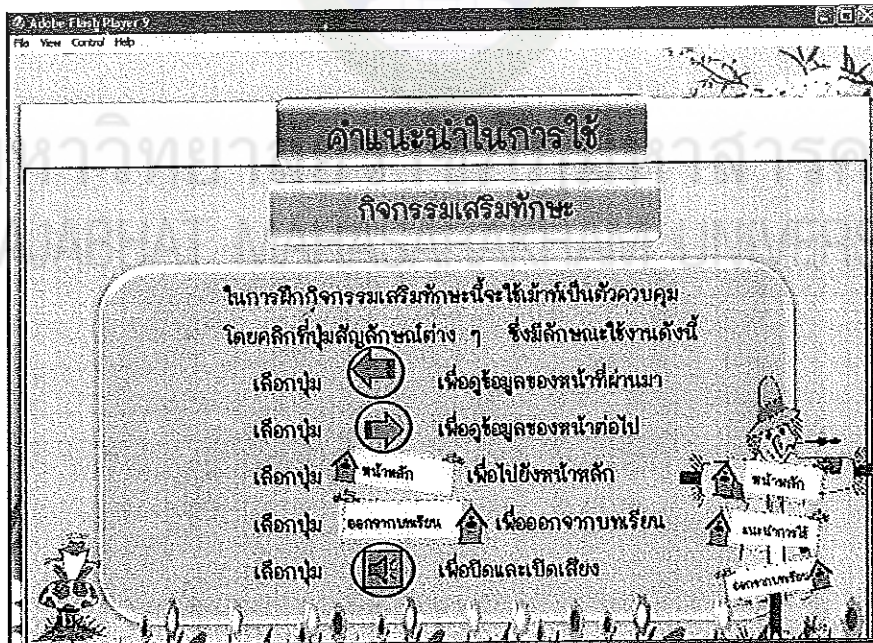 Adobe Flash Player 9
File View Control Help
คำแนะนำในการใช้
กิจกรรมเสริมทักษะ
ในการฝึกกิจกรรมเสริมทักษะนี้จะใช้เม้าท์เป็นตัวควบคุม
โดยคลิกที่ปุ่มสัญลักษณ์ต่าง ๆ ซึ่งมีลักษณะใช้งานดังนี้
เลือกปุ่ม เพื่อดูข้อมูลของหน้าที่ผ่านมา
เลือกปุ่ม เพื่อดูข้อมูลของหน้าต่อไป
เลือกปุ่ม หน้าหลัก เพื่อไปยังหน้าหลัก
เลือกปุ่ม ออกจากบทเรียน เพื่อออกจากบทเรียน
เลือกปุ่ม เพื่อปิดและเปิดเสียง
หน้าหลัก
แนะนำการใช้
ออกจากบทเรียน